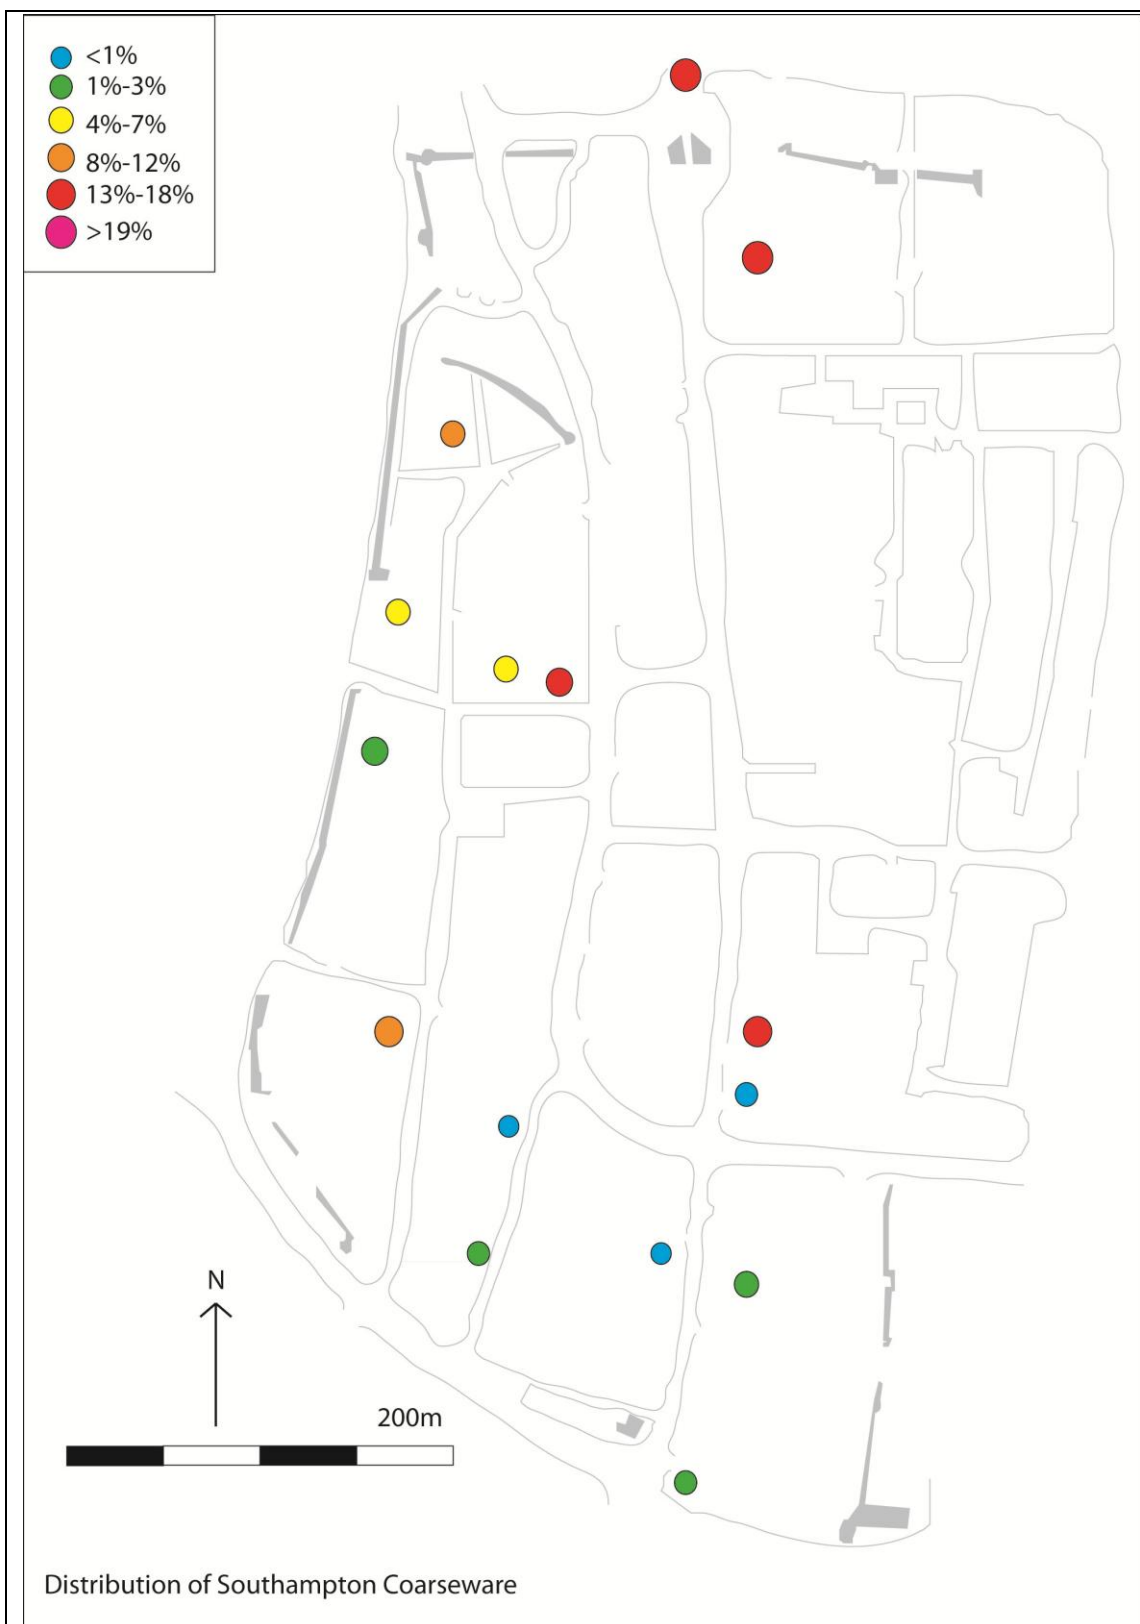 <1%
1%-3%
4%-7%
8%-12%
13%-18%
>19%
N
200m
Distribution of Southampton Coarseware